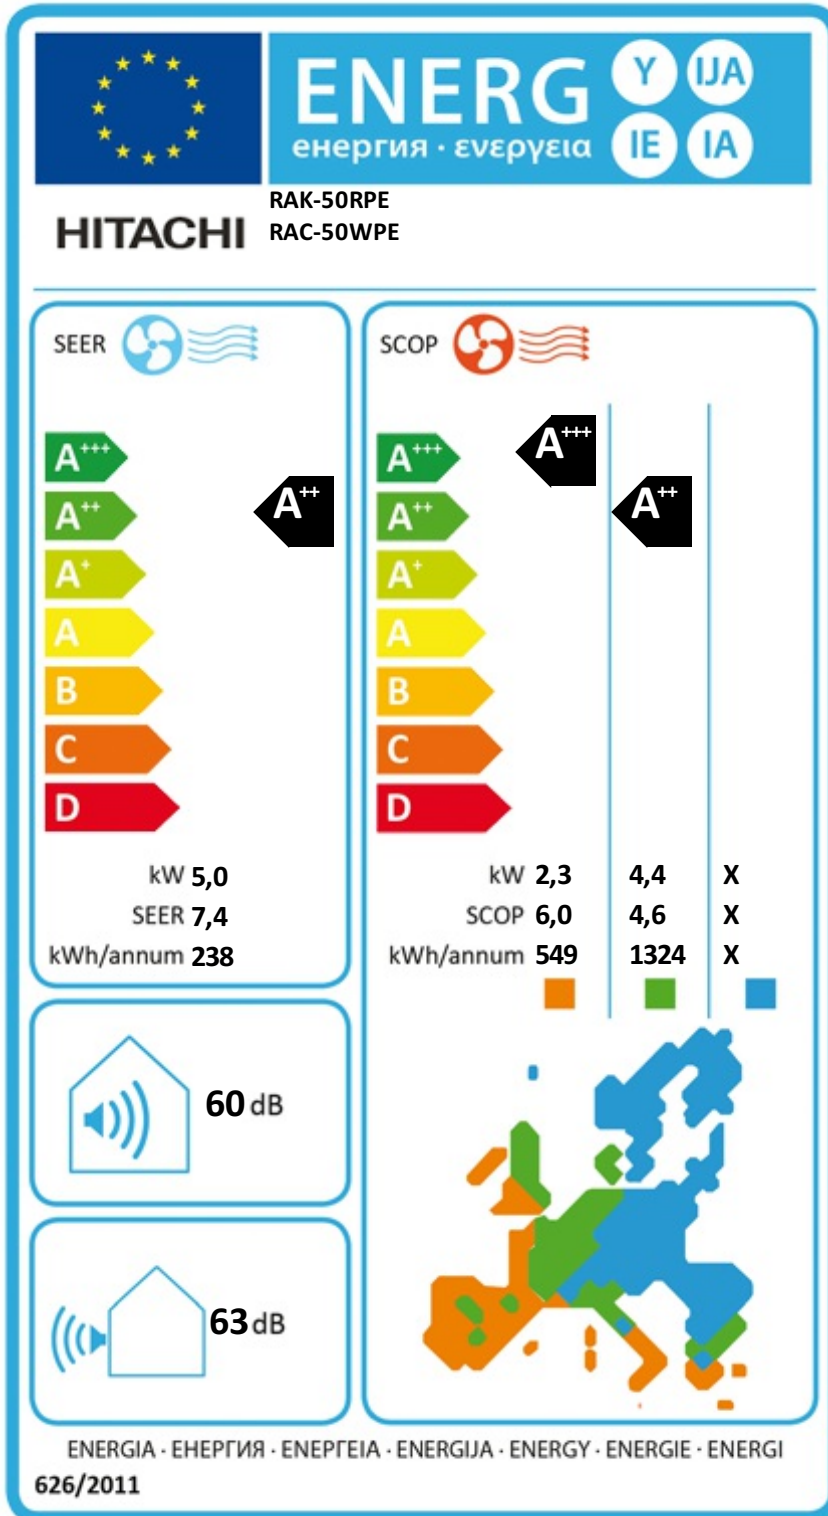 ENERG Y IJA
енергия · ενεργεια IE IA
HITACHI
RAK-50RPE
RAC-50WPE
SEER
A+++
A++
A+
A
B
C
D
A++
kW 5,0
SEER 7,4
kWh/annum 238
SCOP
A+++
A++
A+
A
B
C
D
A+++
A++
kW 2,3 4,4 X
SCOP 6,0 4,6 X
kWh/annum 549 1324 X
60 dB
63 dB
ENERGIA · ЕНЕРГИЯ · ΕΝΕΡΓΕΙΑ · ENERGIJA · ENERGY · ENERGIE · ENERGI
626/2011